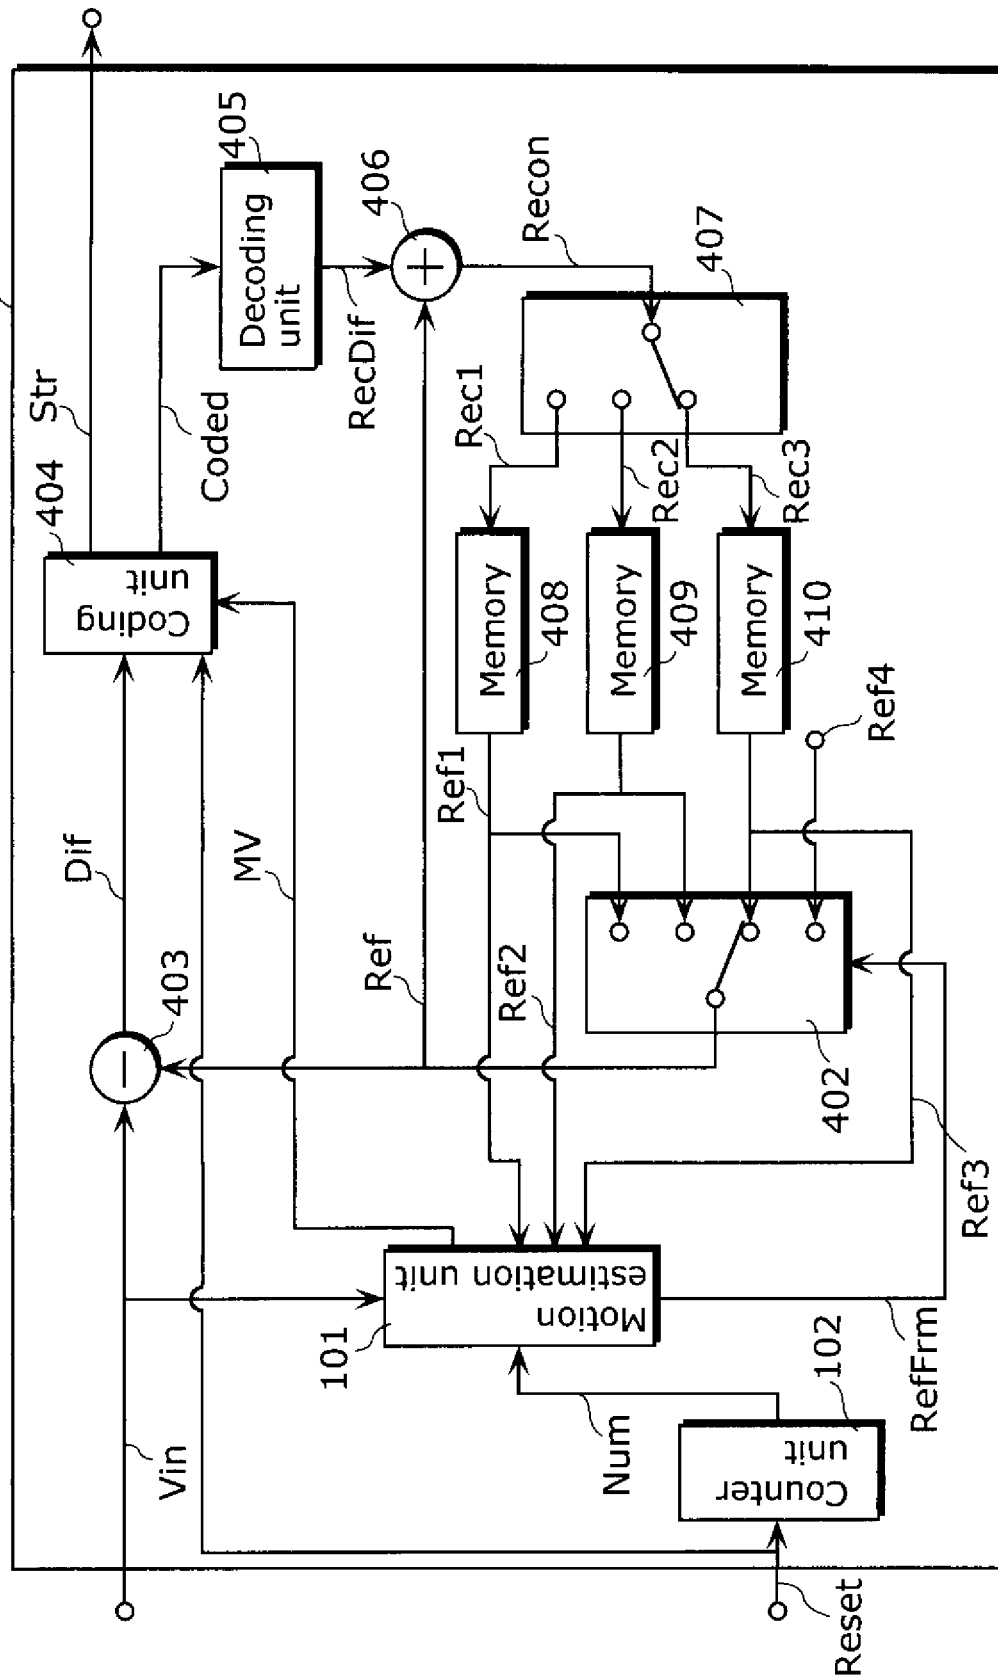 Str
404
Coding
unit
Coded
405
Decoding
unit
RecDif
406
Recon
407
Rec1
Rec2
Rec3
Memory
408
Memory
409
Memory
410
Ref4
Dif
403
MV
Ref
Ref1
Ref2
402
Ref3
Vin
101
Motion
estimation unit
RefFrm
Num
102
Counter
unit
Reset